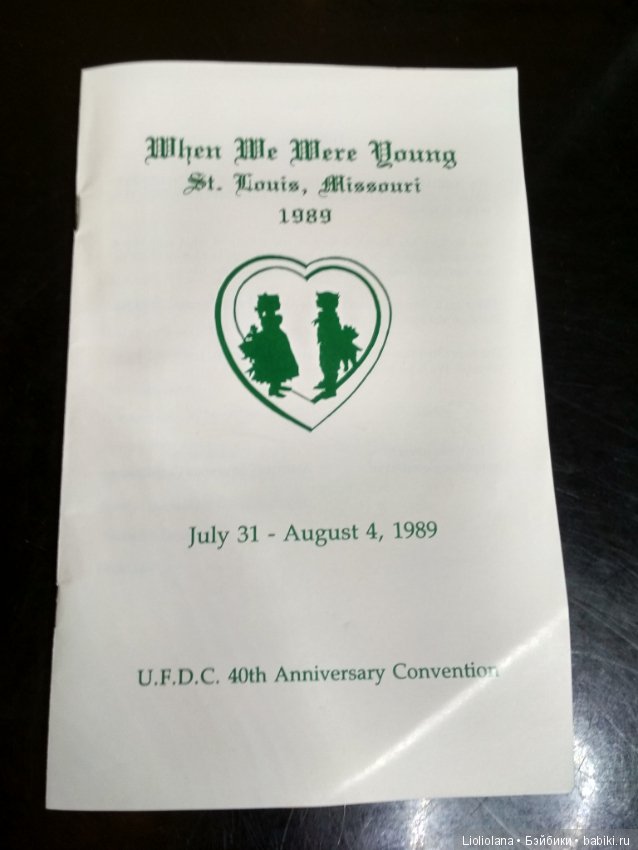 When We Were Young
St. Louis, Missouri
1989
July 31 - August 4, 1989
U.F.D.C. 40th Anniversary Convention
Lioliolana • Бэйбики • babiki.ru